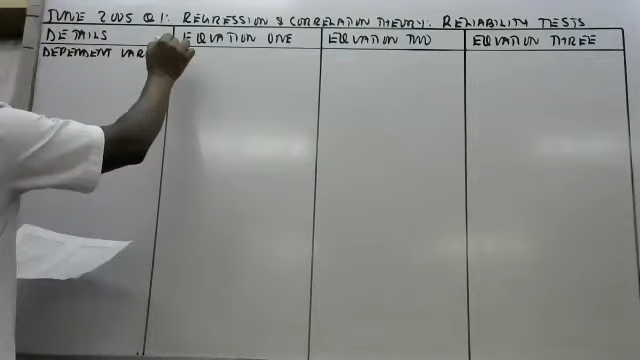 JUNE 2005 Q1: REGRESSION & CORRELATION THEORY: RELIABILITY TESTS
DETAILS EQUATION ONE EQUATION TWO EQUATION THREE
DEPENDENT VAR